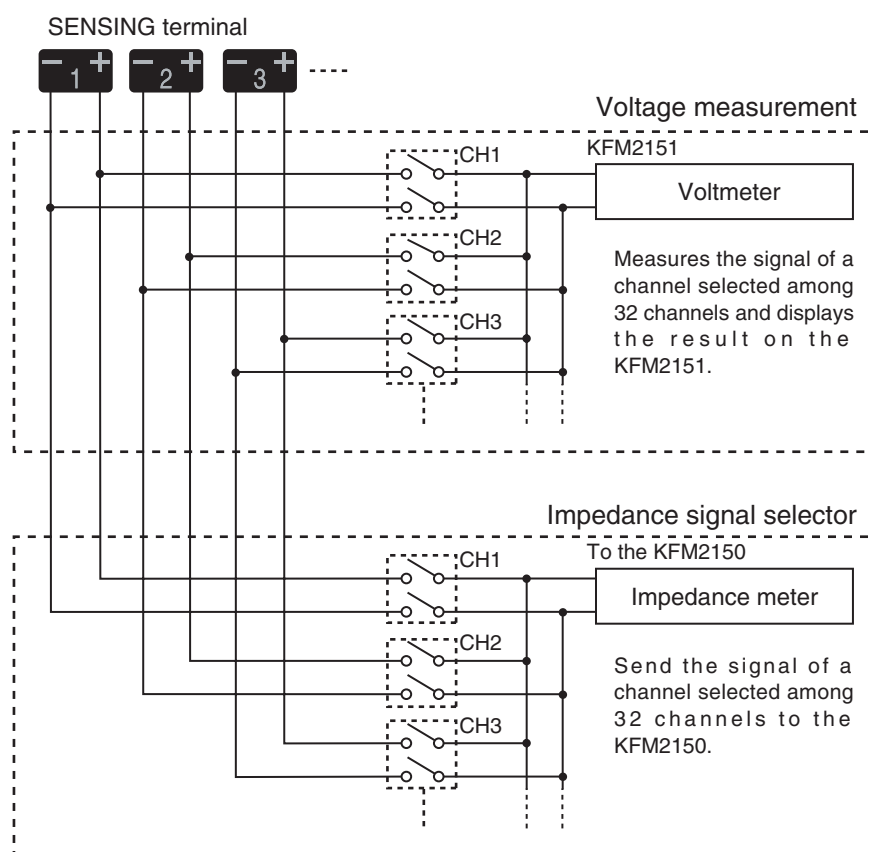 SENSING terminal
− 1 + − 2 + − 3 +
Voltage measurement
KFM2151
CH1
Voltmeter
CH2
Measures the signal of a
channel selected among
32 channels and displays
the result on the
KFM2151.
CH3
Impedance signal selector
To the KFM2150
CH1
Impedance meter
CH2
Send the signal of a
channel selected among
32 channels to the
KFM2150.
CH3